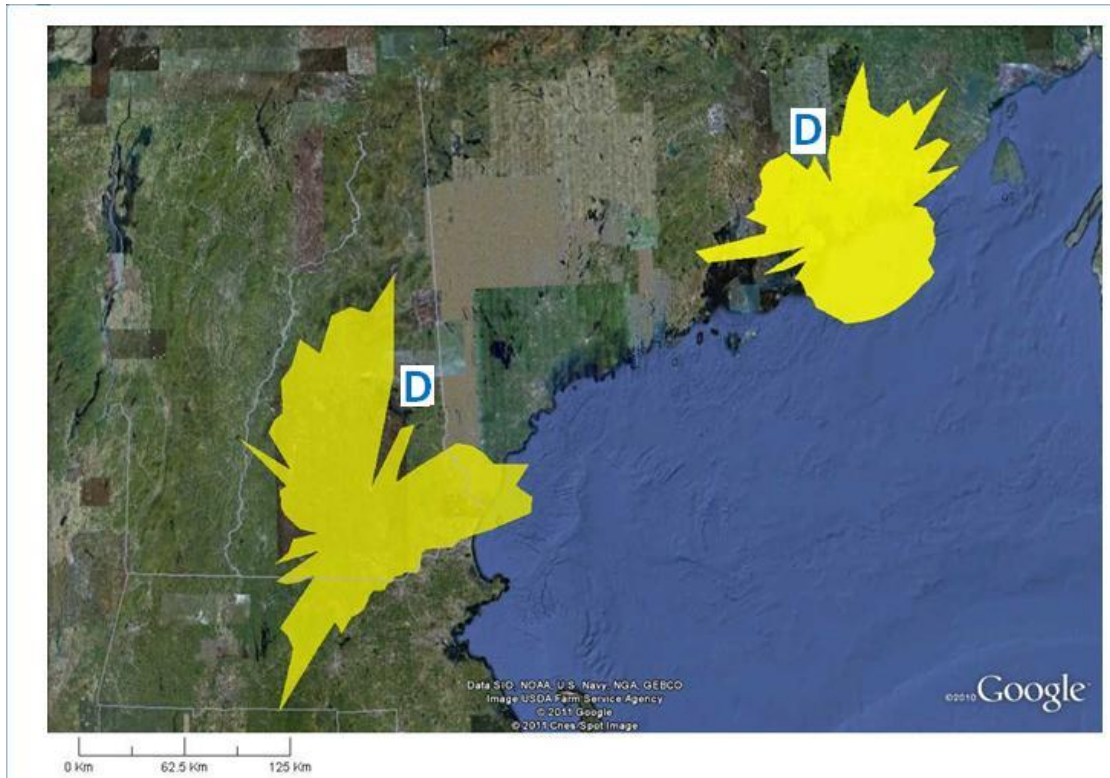 D
D
Data SIO, NOAA, U.S. Navy, NGA, GEBCO
Image USDA Farm Service Agency
© 2011 Google
© 2011 Cnes/Spot Image
©2010 Google
0 Km 62.5 Km 125 Km